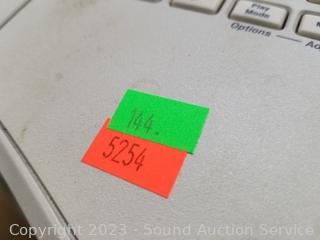 Play
Mode
Options
144.
5254
Copyright 2023 - Sound Auction Service